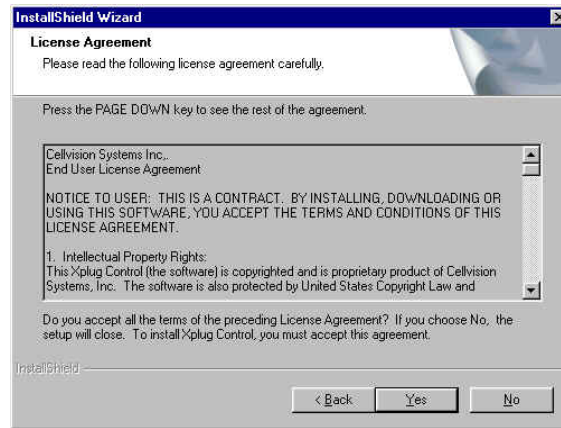 InstallShield Wizard
License Agreement
Please read the following license agreement carefully.
Press the PAGE DOWN key to see the rest of the agreement.
Cellvision Systems Inc,.
End User License Agreement
NOTICE TO USER: THIS IS A CONTRACT. BY INSTALLING, DOWNLOADING OR
USING THIS SOFTWARE, YOU ACCEPT THE TERMS AND CONDITIONS OF THIS
LICENSE AGREEMENT.
1. Intellectual Property Rights:
This Xplug Control (the software) is copyrighted and is proprietary product of Cellvision
Systems, Inc. The software is also protected by United States Copyright Law and
Do you accept all the terms of the preceding License Agreement? If you choose No, the
setup will close. To install Xplug Control, you must accept this agreement.
InstallShield
< Back Yes No